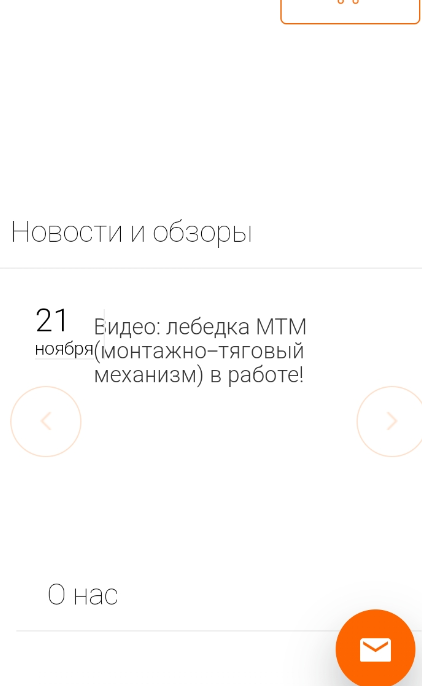 Новости и обзоры
21
ноября
Видео: лебедка МТМ
(монтажно-тяговый
механизм) в работе!
О нас